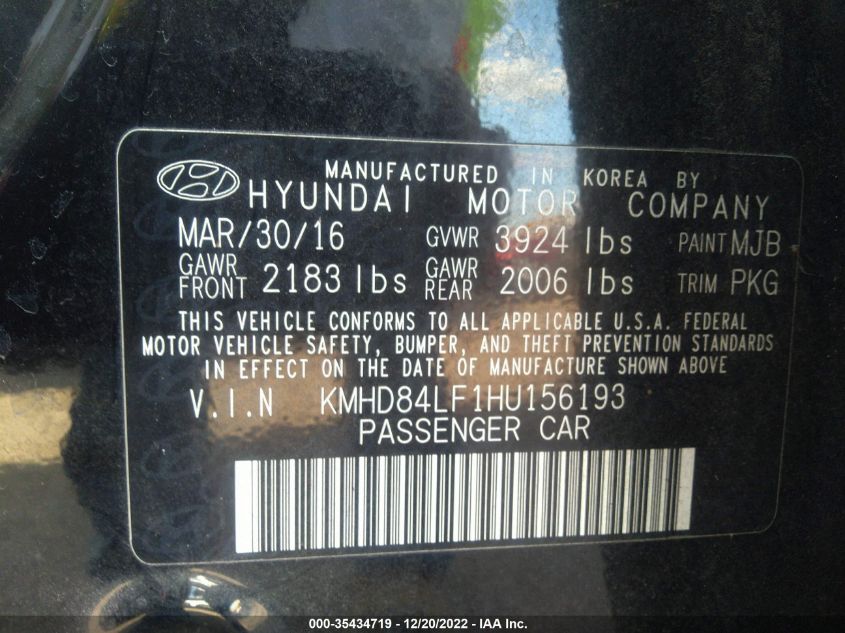 MANUFACTURED IN KOREA BY
HYUNDAI MOTOR COMPANY
MAR/30/16 GVWR 3924 lbs PAINT MJB
GAWR FRONT 2183 lbs GAWR REAR 2006 lbs TRIM PKG
THIS VEHICLE CONFORMS TO ALL APPLICABLE U.S.A. FEDERAL
MOTOR VEHICLE SAFETY, BUMPER, AND THEFT PREVENTION STANDARDS
IN EFFECT ON THE DATE OF MANUFACTURE SHOWN ABOVE
V.I.N KMHD84LF1HU156193
PASSENGER CAR
000-35434719 - 12/20/2022 - IAA Inc.